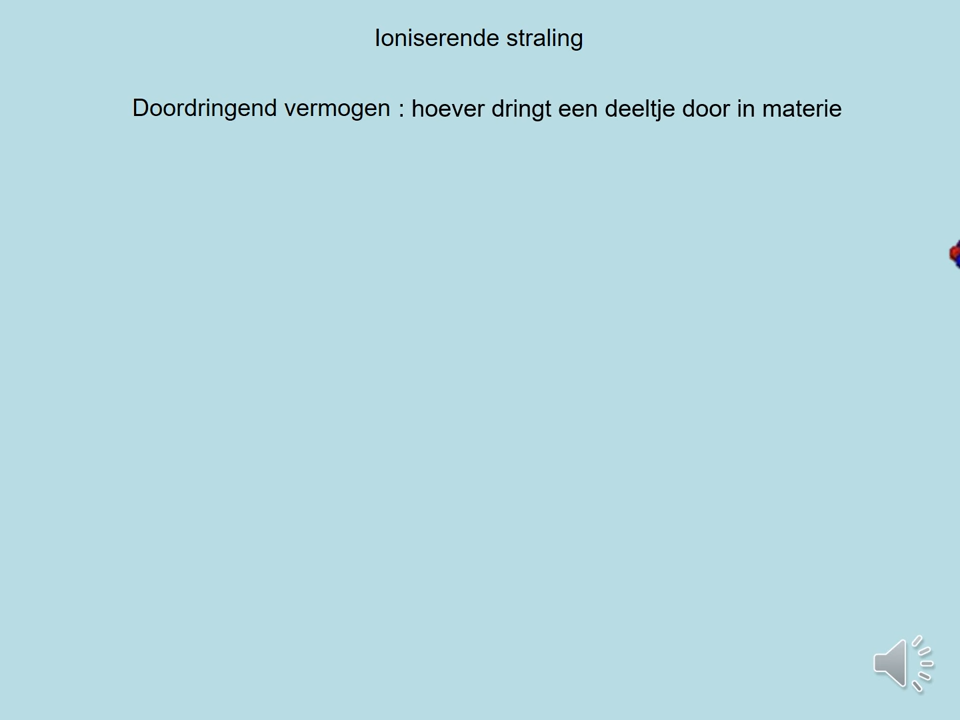 Ioniserende straling
Doordringend vermogen : hoever dringt een deeltje door in materie